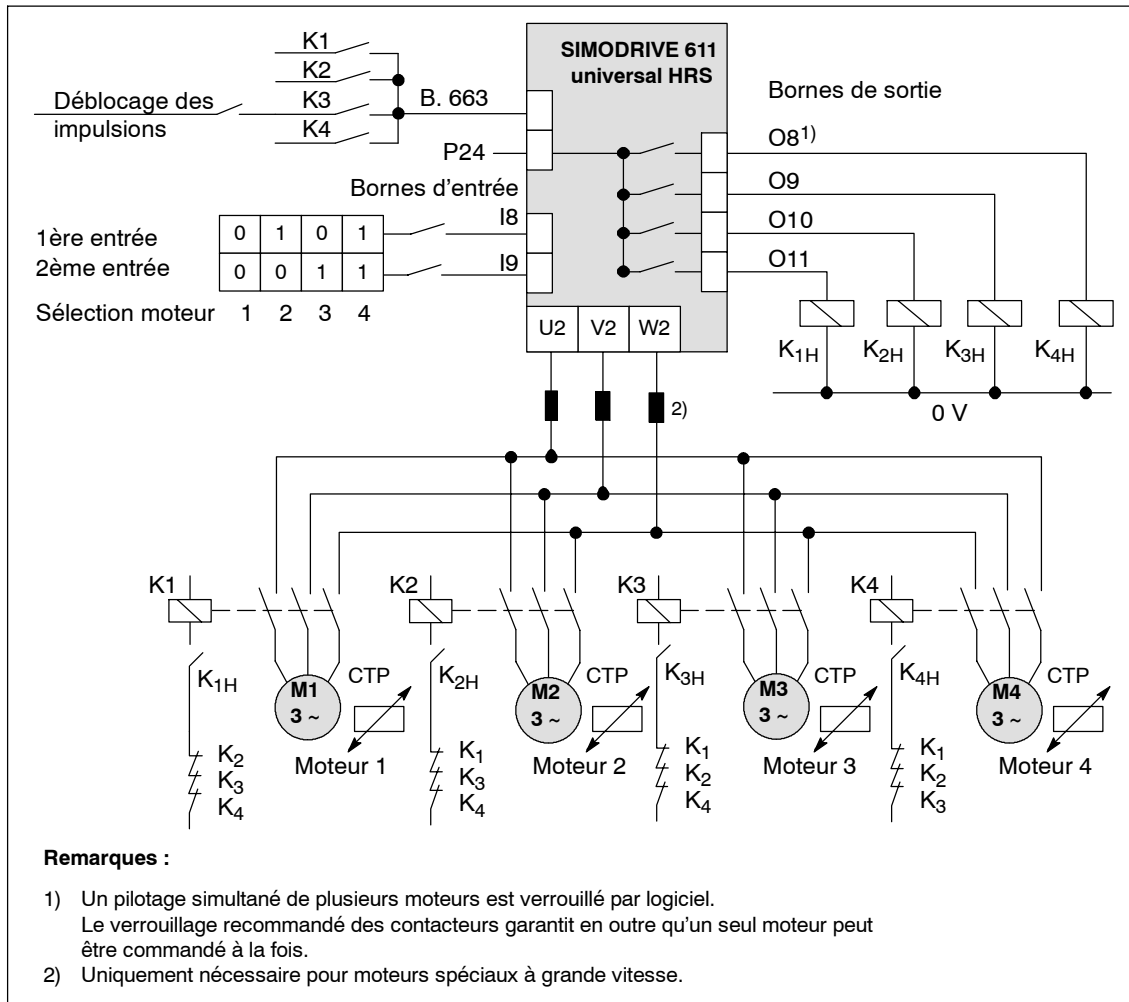 K1
K2
K3
K4
Déblocage des
impulsions
B. 663
P24
Bornes d'entrée
I8
I9
1ère entrée
0 1 0 1
2ème entrée
0 0 1 1
Sélection moteur 1 2 3 4
SIMODRIVE 611
universal HRS
Bornes de sortie
O8 1)
O9
O10
O11
K1H K2H K3H K4H
0 V
U2 V2 W2
2)
K1
K1H
K2
K3
K4
M1
3 ~
CTP
Moteur 1
K2
K2H
K1
K3
K4
M2
3 ~
CTP
Moteur 2
K3
K3H
K1
K2
K4
M3
3 ~
CTP
Moteur 3
K4
K4H
K1
K2
K3
M4
3 ~
CTP
Moteur 4
Remarques :
1) Un pilotage simultané de plusieurs moteurs est verrouillé par logiciel.
Le verrouillage recommandé des contacteurs garantit en outre qu'un seul moteur peut
être commandé à la fois.
2) Uniquement nécessaire pour moteurs spéciaux à grande vitesse.